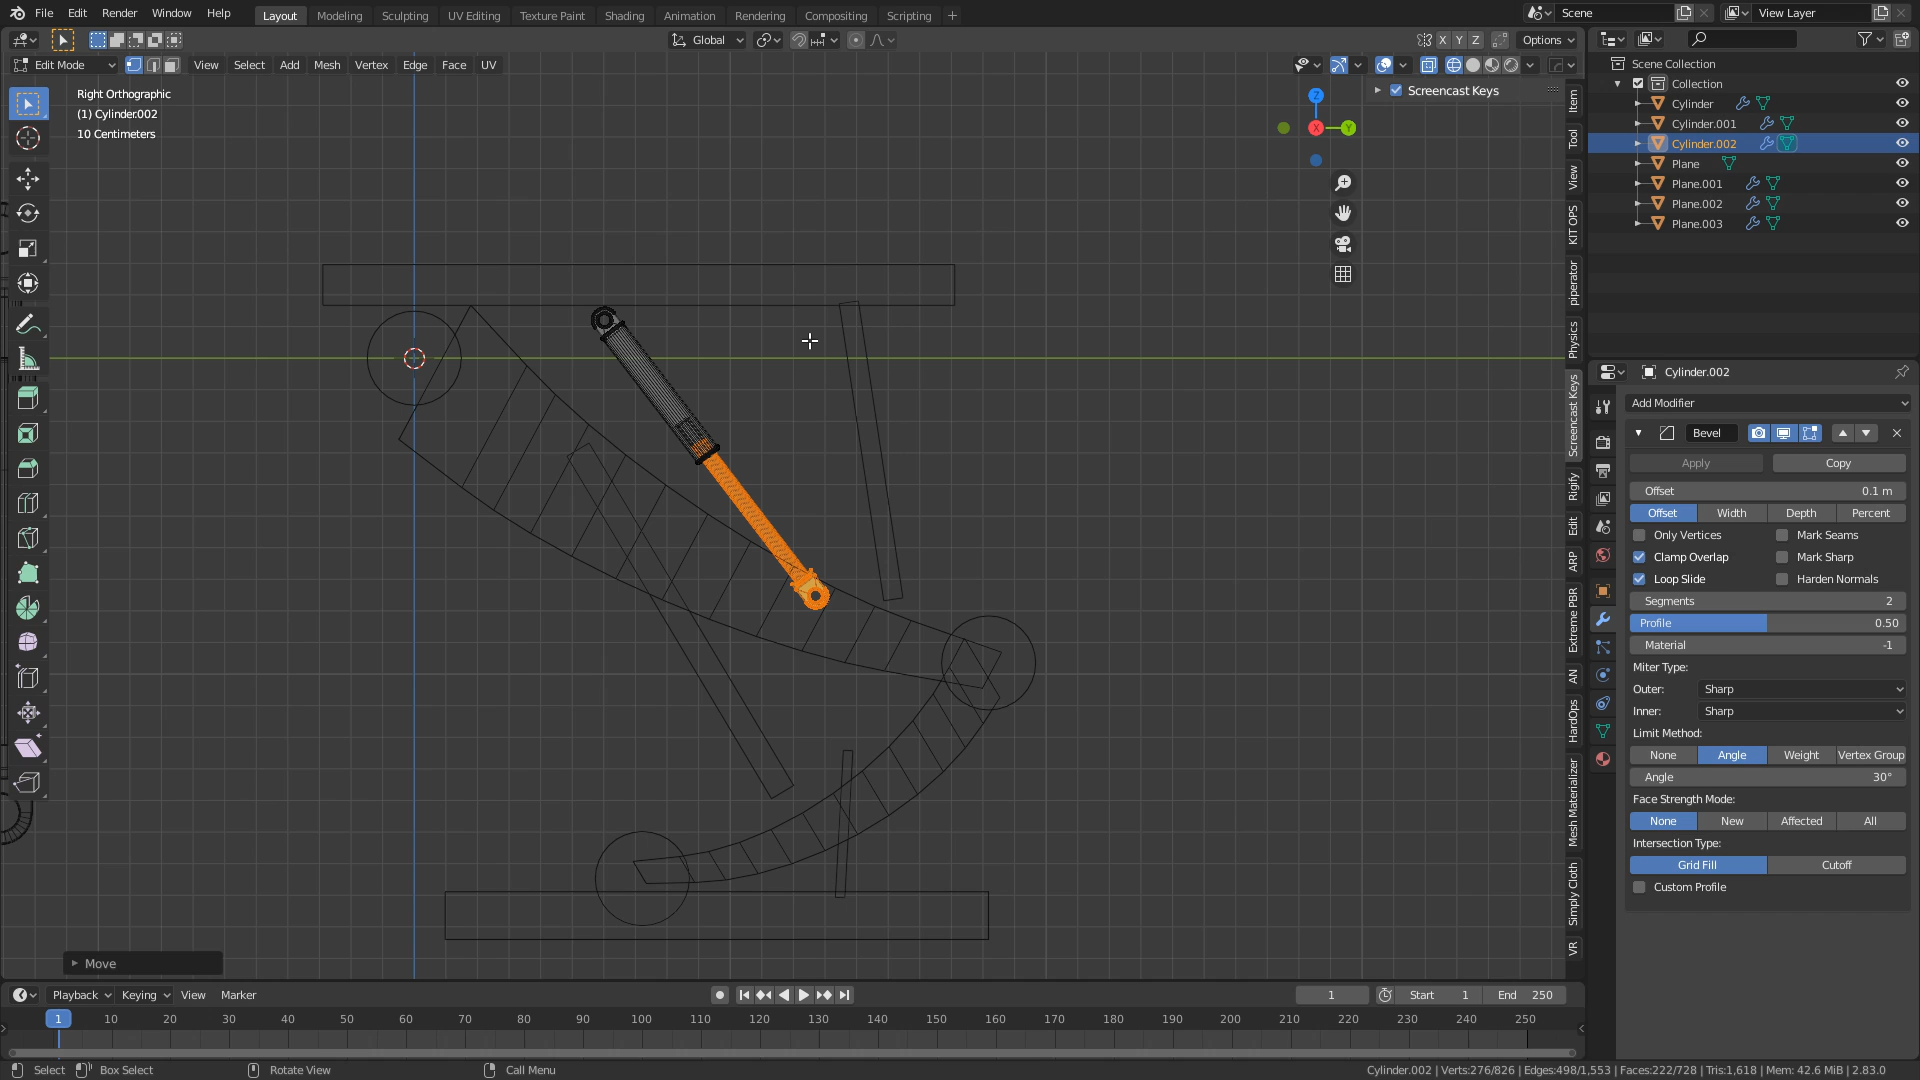 File Edit Render Window Help Layout Modeling Sculpting UV Editing Texture Paint Shading Animation Rendering Compositing Scripting + Scene View Layer
Global X Y Z Options
Edit Mode View Select Add Mesh Vertex Edge Face UV
Right Orthographic
(1) Cylinder.002
10 Centimeters
Screencast Keys
Z
X
Y
Item
Tool
View
KIT OPS
piperator
Physics
Screencast Keys
Rigify
Edit
ARP
Extreme PBR
AN
HardOps
Mesh Materializer
Simply Cloth
VR
Scene Collection
Collection
Cylinder
Cylinder.001
Cylinder.002
Plane
Plane.001
Plane.002
Plane.003
Cylinder.002
Add Modifier
Bevel
Apply Copy
Offset 0.1 m
Offset Width Depth Percent
Only Vertices Mark Seams
Clamp Overlap Mark Sharp
Loop Slide Harden Normals
Segments 2
Profile 0.50
Material -1
Miter Type:
Outer: Sharp
Inner: Sharp
Limit Method:
None Angle Weight Vertex Group
Angle 30°
Face Strength Mode:
None New Affected All
Intersection Type:
Grid Fill Cutoff
Custom Profile
Move
Playback Keying View Marker 1 Start 1 End 250
1 10 20 30 40 50 60 70 80 90 100 110 120 130 140 150 160 170 180 190 200 210 220 230 240 250
Select Box Select Rotate View Call Menu Cylinder.002 | Verts:276/826 | Edges:498/1,553 | Faces:222/728 | Tris:1,618 | Mem: 42.6 MiB | 2.83.0